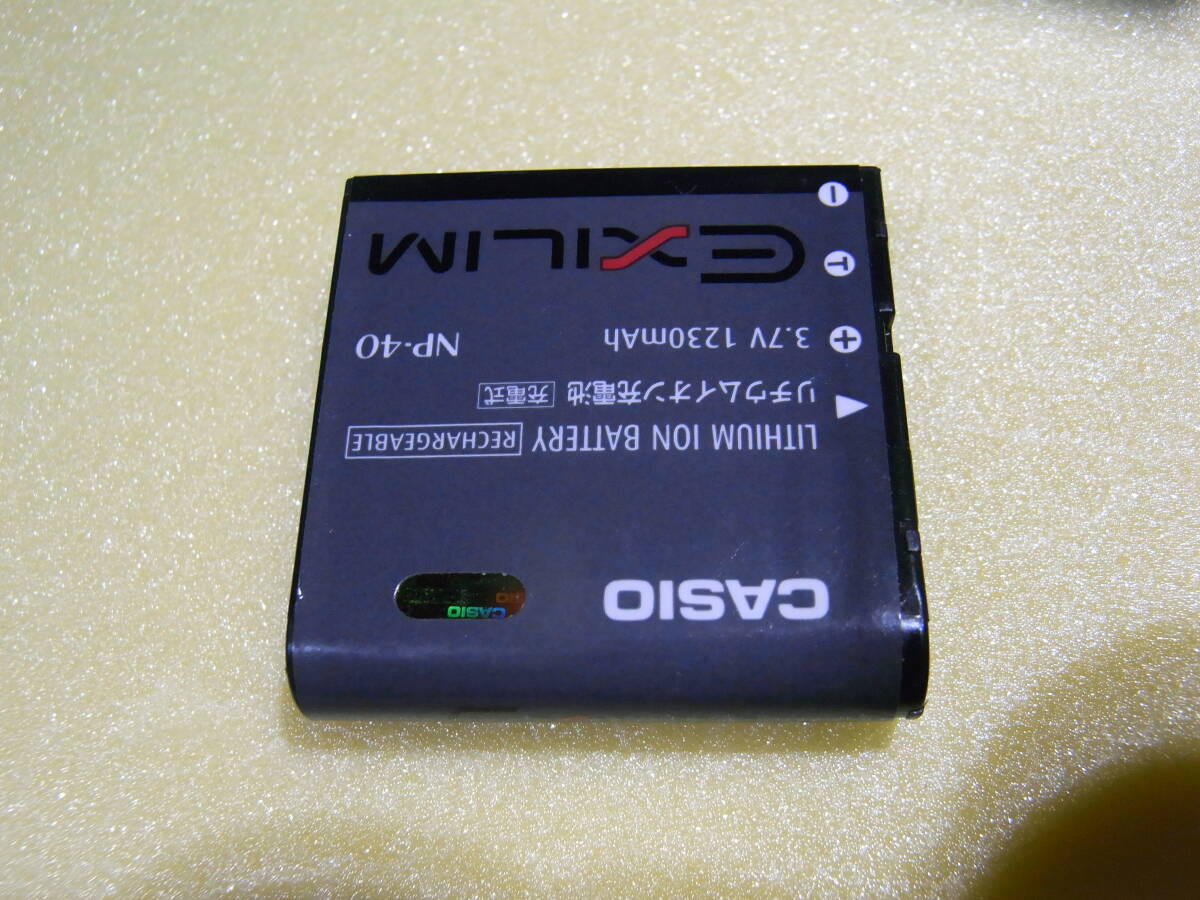 CASIO
CASIO
LITHIUM ION BATTERY RECHARGEABLE
リチウムイオン充電池 充電式
+ 3.7V 1230mAh NP-40
T
EXILIM
−